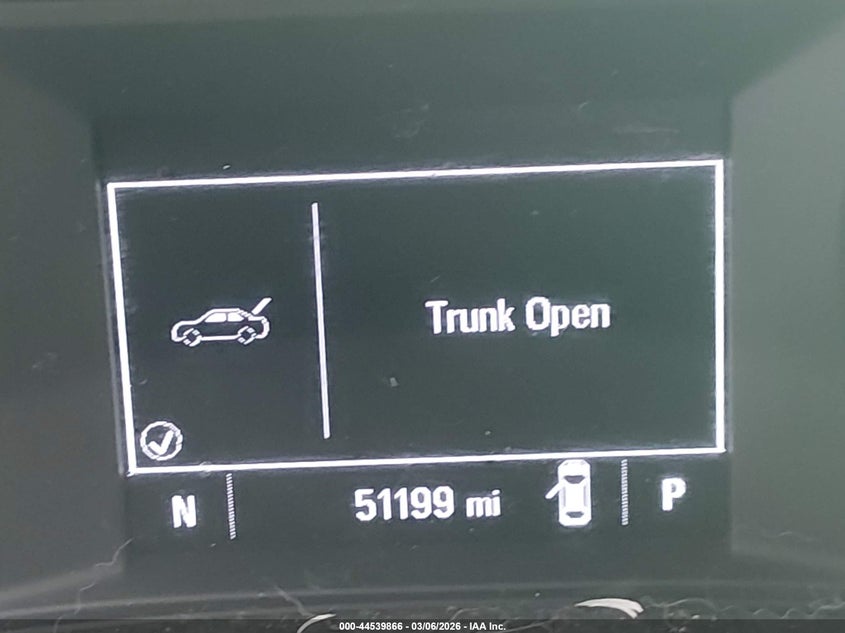 Trunk Open
N 51199 mi P
000-44539866 - 03/06/2026 - IAA Inc.